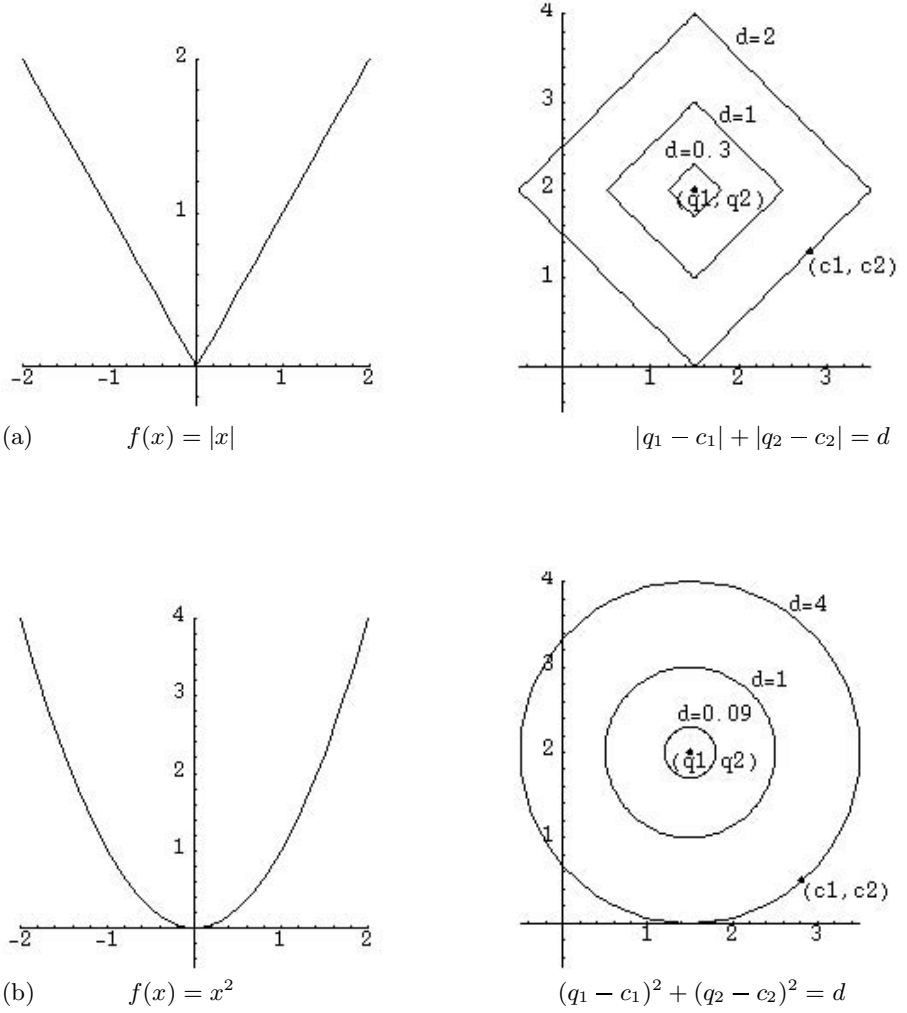 2
1
-2
-1
1
2
4
3
2
1
1
2
3
d=2
d=1
d=0.3
(q1,q2)
(c1,c2)
(a) f(x) = |x|
|q₁ − c₁| + |q₂ − c₂| = d
4
3
2
1
-2
-1
1
2
4
3
2
1
1
2
3
d=4
d=1
d=0.09
(q1,q2)
(c1,c2)
(b) f(x) = x²
(q₁ − c₁)² + (q₂ − c₂)² = d